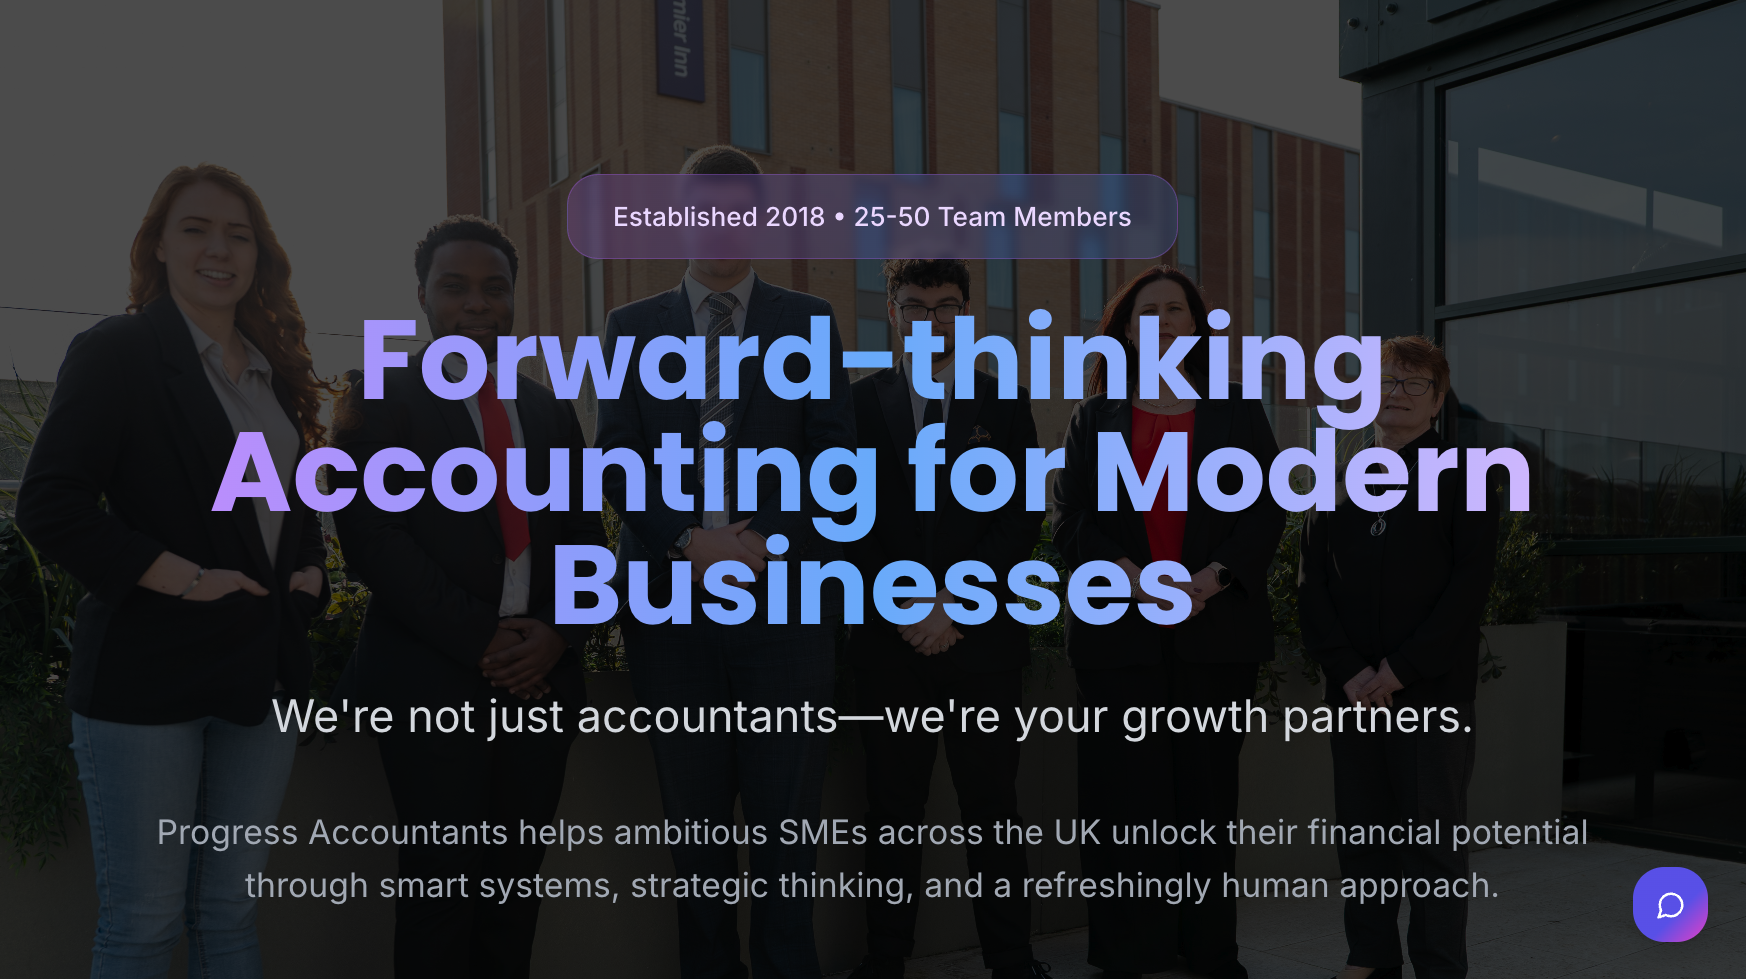 mier Inn
Established 2018 • 25-50 Team Members
Forward-thinking
Accounting for Modern
Businesses
We're not just accountants—we're your growth partners.
Progress Accountants helps ambitious SMEs across the UK unlock their financial potential
through smart systems, strategic thinking, and a refreshingly human approach.